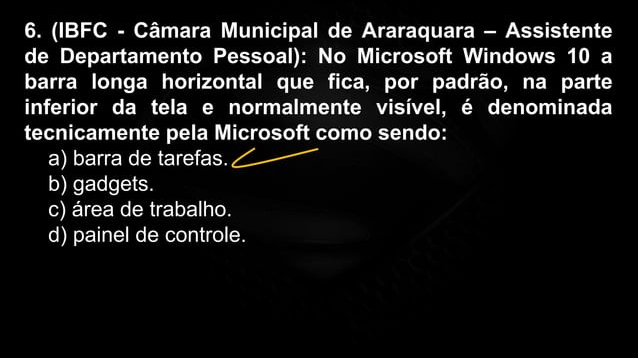 6. (IBFC - Câmara Municipal de Araraquara – Assistente
de Departamento Pessoal): No Microsoft Windows 10 a
barra longa horizontal que fica, por padrão, na parte
inferior da tela e normalmente visível, é denominada
tecnicamente pela Microsoft como sendo:
a) barra de tarefas.
b) gadgets.
c) área de trabalho.
d) painel de controle.